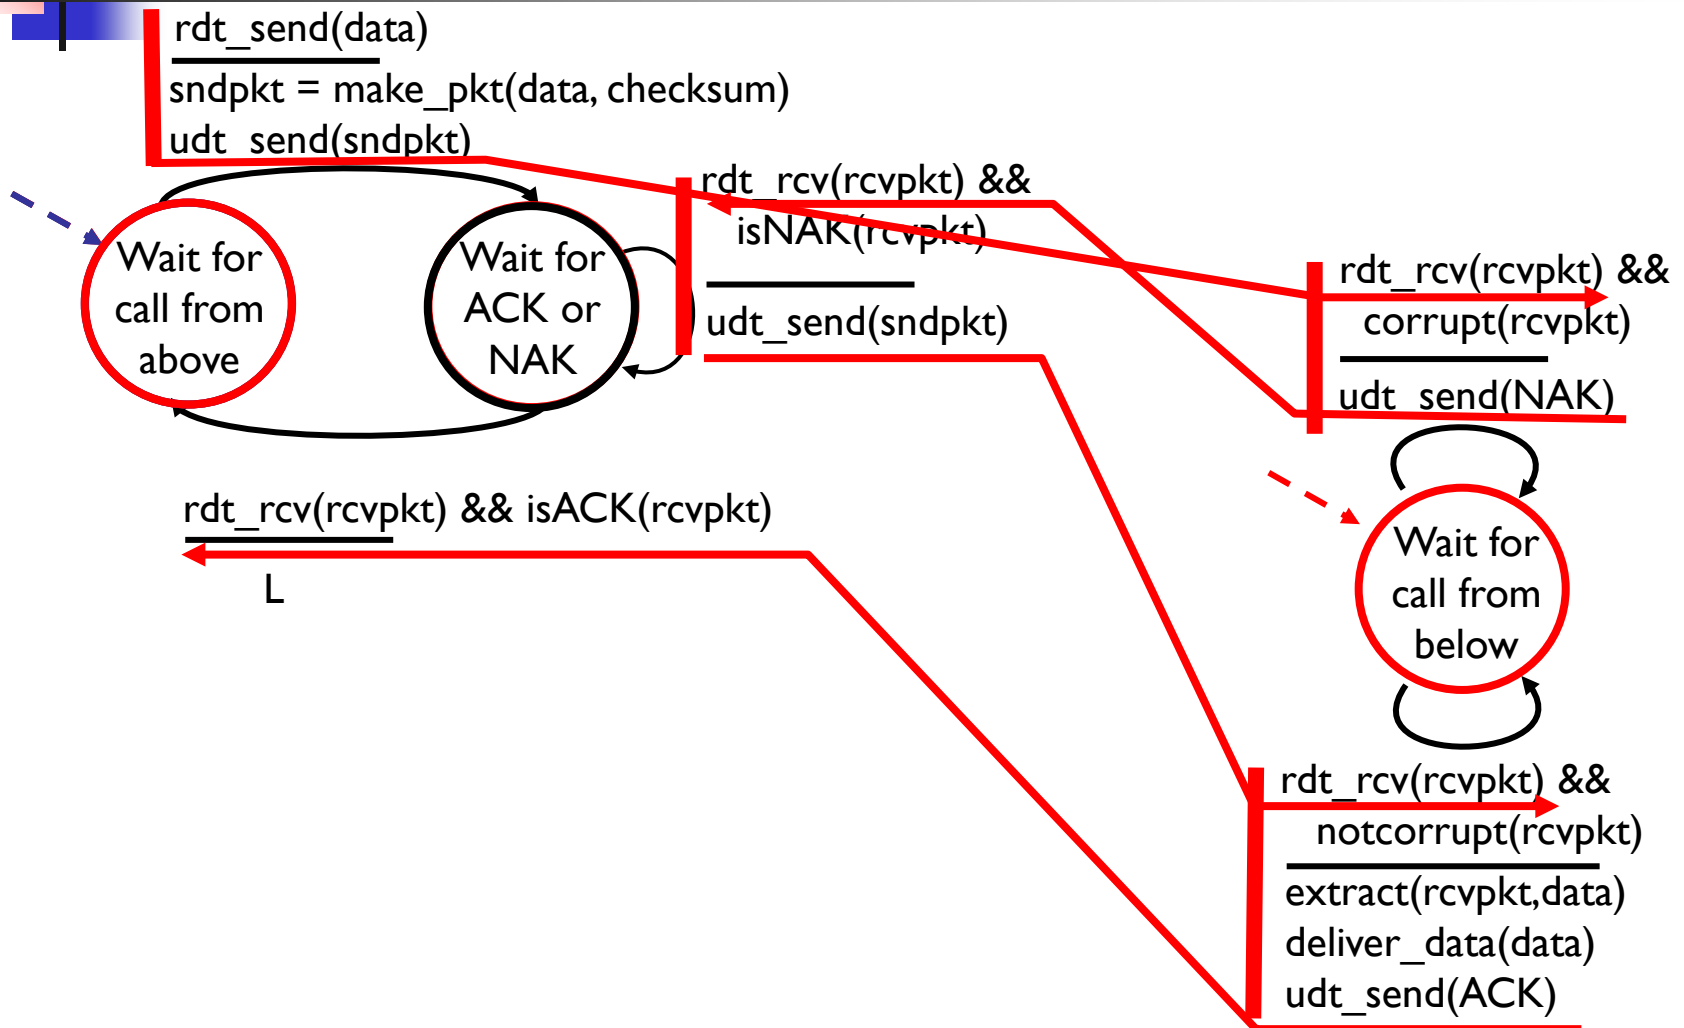 rdt_send(data)
sndpkt = make_pkt(data, checksum)
udt_send(sndpkt)
Wait for
call from
above
Wait for
ACK or
NAK
rdt_rcv(rcvpkt) &&
isNAK(rcvpkt)
udt_send(sndpkt)
rdt_rcv(rcvpkt) && isACK(rcvpkt)
L
rdt_rcv(rcvpkt) &&
corrupt(rcvpkt)
udt_send(NAK)
Wait for
call from
below
rdt_rcv(rcvpkt) &&
notcorrupt(rcvpkt)
extract(rcvpkt,data)
deliver_data(data)
udt_send(ACK)